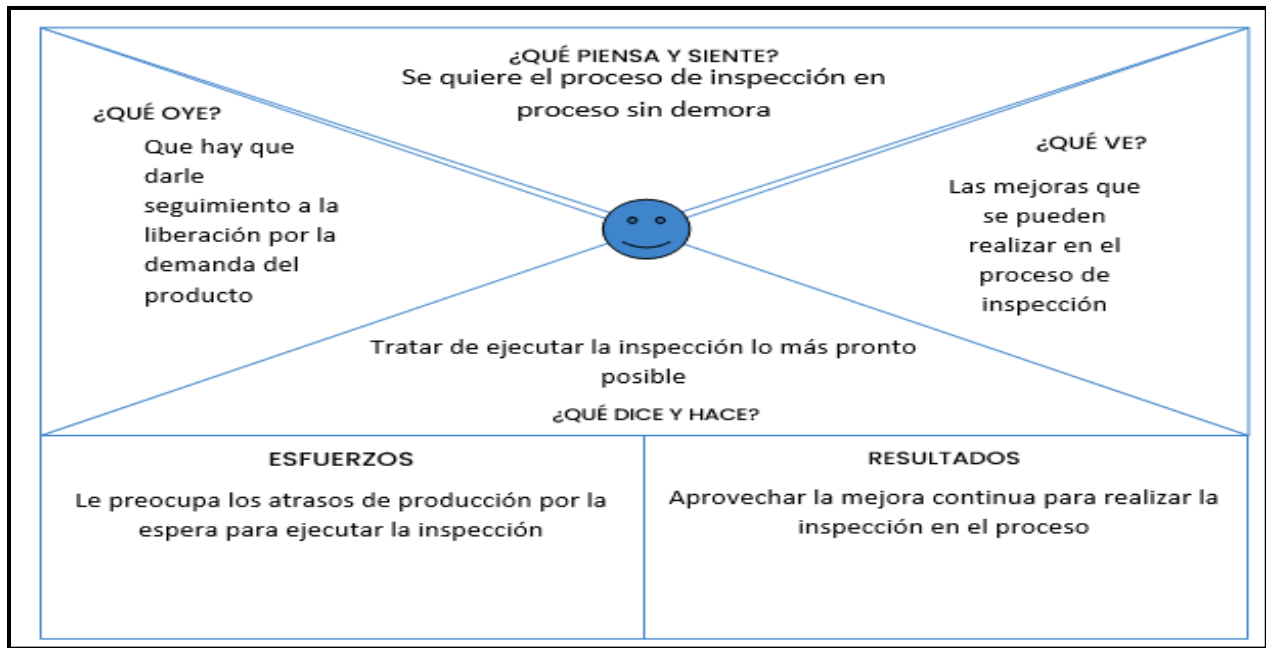 ¿QUÉ PIENSA Y SIENTE?
Se quiere el proceso de inspección en
proceso sin demora
¿QUÉ OYE?
Que hay que
darle
seguimiento a la
liberación por la
demanda del
producto
¿QUÉ VE?
Las mejoras que
se pueden
realizar en el
proceso de
inspección
Tratar de ejecutar la inspección lo más pronto
posible
¿QUÉ DICE Y HACE?
ESFUERZOS
Le preocupa los atrasos de producción por la
espera para ejecutar la inspección
RESULTADOS
Aprovechar la mejora continua para realizar la
inspección en el proceso